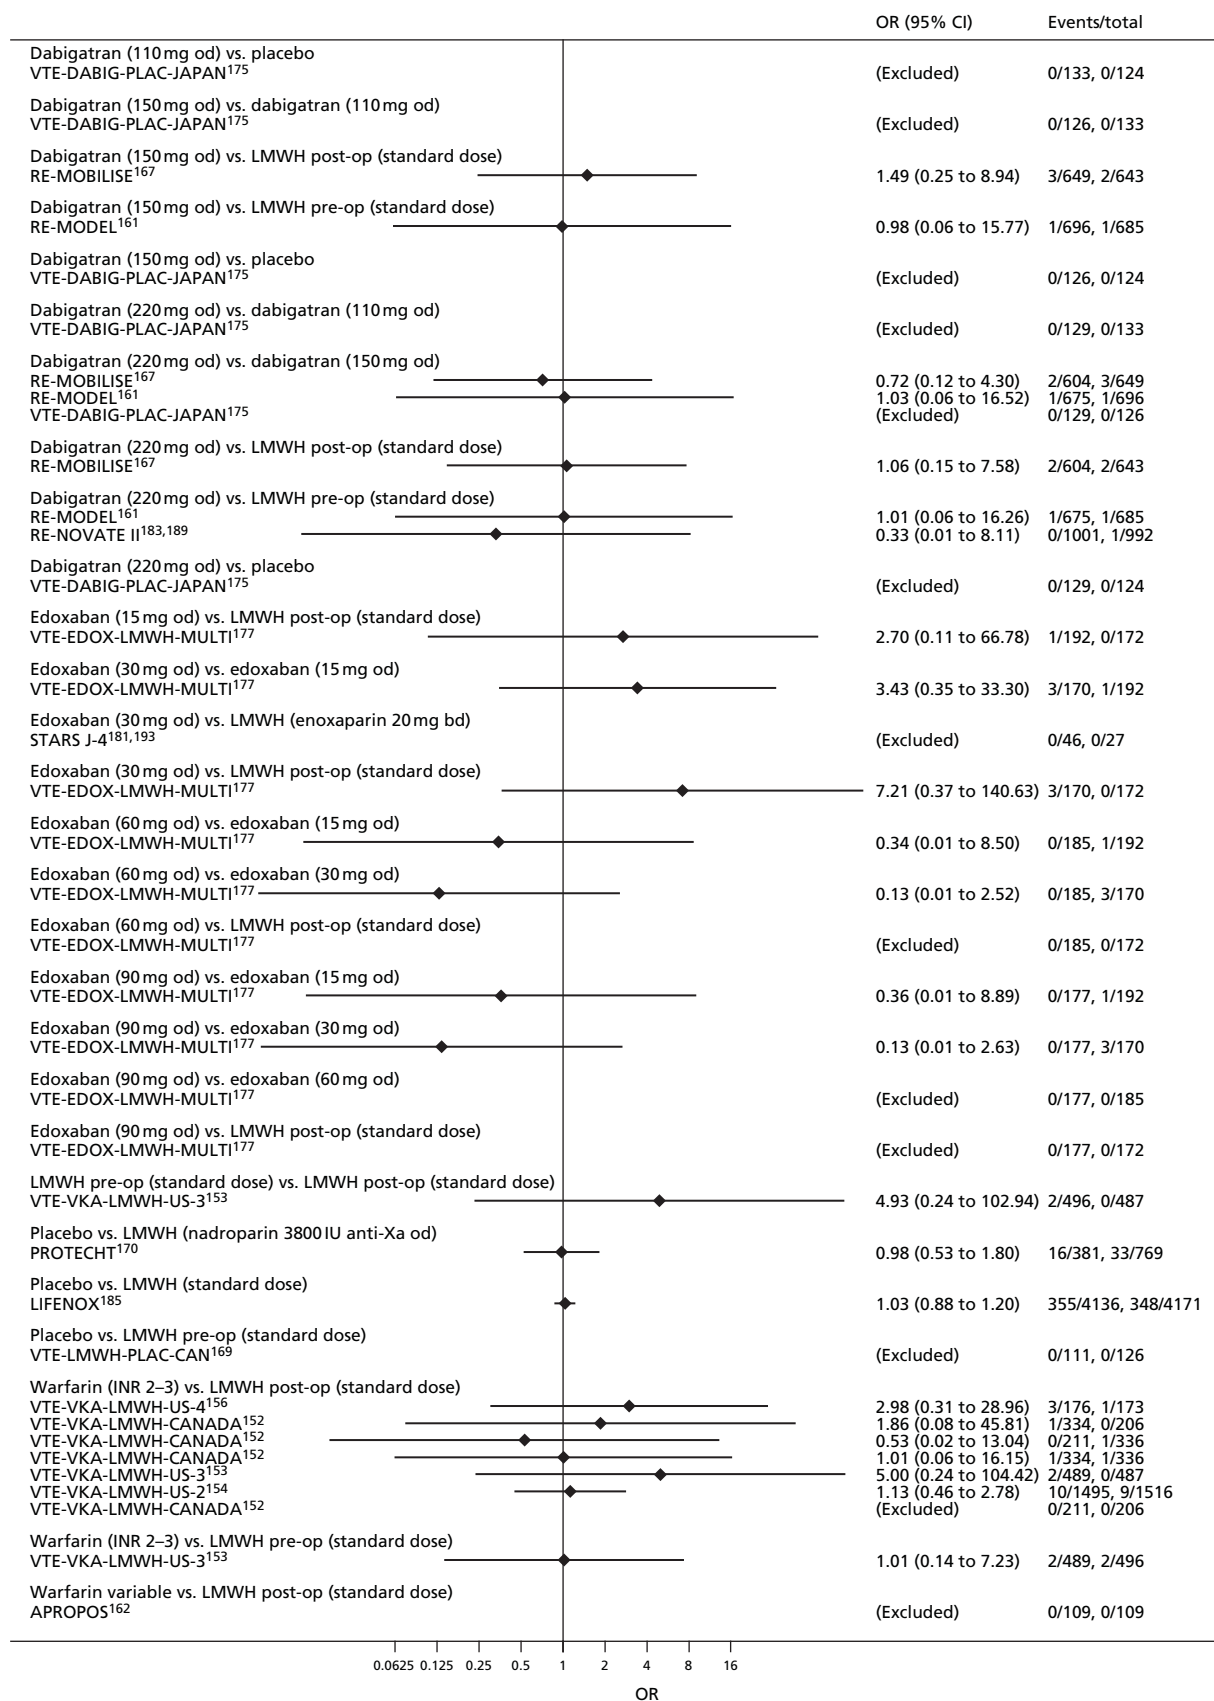 OR (95% CI) Events/total
Dabigatran (110 mg od) vs. placebo
VTE-DABIG-PLAC-JAPAN175 (Excluded) 0/133, 0/124
Dabigatran (150 mg od) vs. dabigatran (110 mg od)
VTE-DABIG-PLAC-JAPAN175 (Excluded) 0/126, 0/133
Dabigatran (150 mg od) vs. LMWH post-op (standard dose)
RE-MOBILISE167 1.49 (0.25 to 8.94) 3/649, 2/643
Dabigatran (150 mg od) vs. LMWH pre-op (standard dose)
RE-MODEL161 0.98 (0.06 to 15.77) 1/696, 1/685
Dabigatran (150 mg od) vs. placebo
VTE-DABIG-PLAC-JAPAN175 (Excluded) 0/126, 0/124
Dabigatran (220 mg od) vs. dabigatran (110 mg od)
VTE-DABIG-PLAC-JAPAN175 (Excluded) 0/129, 0/133
Dabigatran (220 mg od) vs. dabigatran (150 mg od)
RE-MOBILISE167 0.72 (0.12 to 4.30) 2/604, 3/649
RE-MODEL161 1.03 (0.06 to 16.52) 1/675, 1/696
VTE-DABIG-PLAC-JAPAN175 (Excluded) 0/129, 0/126
Dabigatran (220 mg od) vs. LMWH post-op (standard dose)
RE-MOBILISE167 1.06 (0.15 to 7.58) 2/604, 2/643
Dabigatran (220 mg od) vs. LMWH pre-op (standard dose)
RE-MODEL161 1.01 (0.06 to 16.26) 1/675, 1/685
RE-NOVATE II183,189 0.33 (0.01 to 8.11) 0/1001, 1/992
Dabigatran (220 mg od) vs. placebo
VTE-DABIG-PLAC-JAPAN175 (Excluded) 0/129, 0/124
Edoxaban (15 mg od) vs. LMWH post-op (standard dose)
VTE-EDOX-LMWH-MULTI177 2.70 (0.11 to 66.78) 1/192, 0/172
Edoxaban (30 mg od) vs. edoxaban (15 mg od)
VTE-EDOX-LMWH-MULTI177 3.43 (0.35 to 33.30) 3/170, 1/192
Edoxaban (30 mg od) vs. LMWH (enoxaparin 20 mg bd)
STARS J-4181,193 (Excluded) 0/46, 0/27
Edoxaban (30 mg od) vs. LMWH post-op (standard dose)
VTE-EDOX-LMWH-MULTI177 7.21 (0.37 to 140.63) 3/170, 0/172
Edoxaban (60 mg od) vs. edoxaban (15 mg od)
VTE-EDOX-LMWH-MULTI177 0.34 (0.01 to 8.50) 0/185, 1/192
Edoxaban (60 mg od) vs. edoxaban (30 mg od)
VTE-EDOX-LMWH-MULTI177 0.13 (0.01 to 2.52) 0/185, 3/170
Edoxaban (60 mg od) vs. LMWH post-op (standard dose)
VTE-EDOX-LMWH-MULTI177 (Excluded) 0/185, 0/172
Edoxaban (90 mg od) vs. edoxaban (15 mg od)
VTE-EDOX-LMWH-MULTI177 0.36 (0.01 to 8.89) 0/177, 1/192
Edoxaban (90 mg od) vs. edoxaban (30 mg od)
VTE-EDOX-LMWH-MULTI177 0.13 (0.01 to 2.63) 0/177, 3/170
Edoxaban (90 mg od) vs. edoxaban (60 mg od)
VTE-EDOX-LMWH-MULTI177 (Excluded) 0/177, 0/185
Edoxaban (90 mg od) vs. LMWH post-op (standard dose)
VTE-EDOX-LMWH-MULTI177 (Excluded) 0/177, 0/172
LMWH pre-op (standard dose) vs. LMWH post-op (standard dose)
VTE-VKA-LMWH-US-3153 4.93 (0.24 to 102.94) 2/496, 0/487
Placebo vs. LMWH (nadroparin 3800 IU anti-Xa od)
PROTECHT170 0.98 (0.53 to 1.80) 16/381, 33/769
Placebo vs. LMWH (standard dose)
LIFENOX185 1.03 (0.88 to 1.20) 355/4136, 348/4171
Placebo vs. LMWH pre-op (standard dose)
VTE-LMWH-PLAC-CAN169 (Excluded) 0/111, 0/126
Warfarin (INR 2–3) vs. LMWH post-op (standard dose)
VTE-VKA-LMWH-US-4156 2.98 (0.31 to 28.96) 3/176, 1/173
VTE-VKA-LMWH-CANADA152 1.86 (0.08 to 45.81) 1/334, 0/206
VTE-VKA-LMWH-CANADA152 0.53 (0.02 to 13.04) 0/211, 1/336
VTE-VKA-LMWH-CANADA152 1.01 (0.06 to 16.15) 1/334, 1/336
VTE-VKA-LMWH-US-3153 5.00 (0.24 to 104.42) 2/489, 0/487
VTE-VKA-LMWH-US-2154 1.13 (0.46 to 2.78) 10/1495, 9/1516
VTE-VKA-LMWH-CANADA152 (Excluded) 0/211, 0/206
Warfarin (INR 2–3) vs. LMWH pre-op (standard dose)
VTE-VKA-LMWH-US-3153 1.01 (0.14 to 7.23) 2/489, 2/496
Warfarin variable vs. LMWH post-op (standard dose)
APROPOS162 (Excluded) 0/109, 0/109
0.0625 0.125 0.25 0.5 1 2 4 8 16
OR